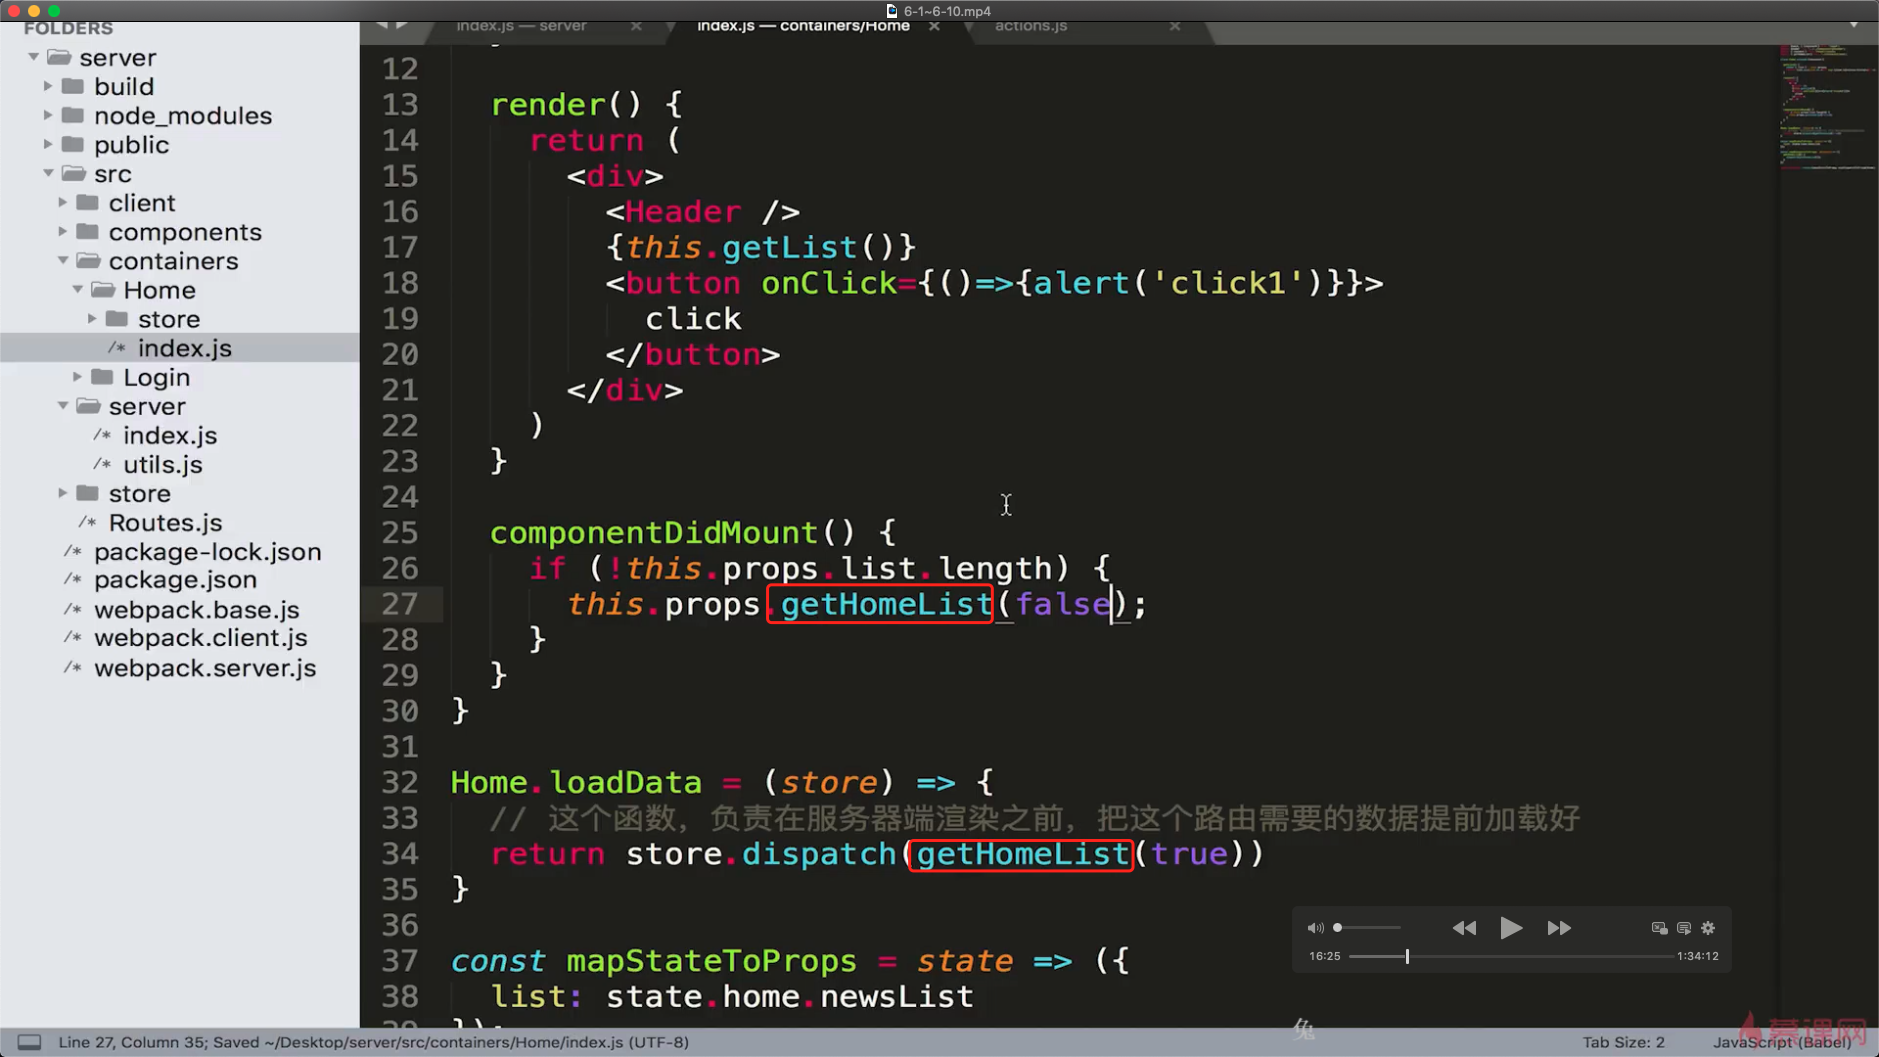 6-1~6-10.mp4
FOLDERS
server
build
node_modules
public
src
client
components
containers
Home
store
/* index.js
Login
server
/* index.js
/* utils.js
store
/* Routes.js
/* package-lock.json
/* package.json
/* webpack.base.js
/* webpack.client.js
/* webpack.server.js
index.js — server
index.js — containers/Home
actions.js
12
13 render() {
14 return (
15 <div>
16 <Header />
17 {this.getList()}
18 <button onClick={()=>{alert('click1')}}>
19 click
20 </button>
21 </div>
22 )
23 }
24
25 componentDidMount() {
26 if (!this.props.list.length) {
27 this.props.getHomeList(false);
28 }
29 }
30 }
31
32 Home.loadData = (store) => {
33 // 这个函数，负责在服务器端渲染之前，把这个路由需要的数据提前加载好
34 return store.dispatch(getHomeList(true))
35 }
36
37 const mapStateToProps = state => ({
38 list: state.home.newsList
16:25
1:34:12
兔
慕课网
Line 27, Column 35; Saved ~/Desktop/server/src/containers/Home/index.js (UTF-8)
Tab Size: 2
JavaScript (Babel)